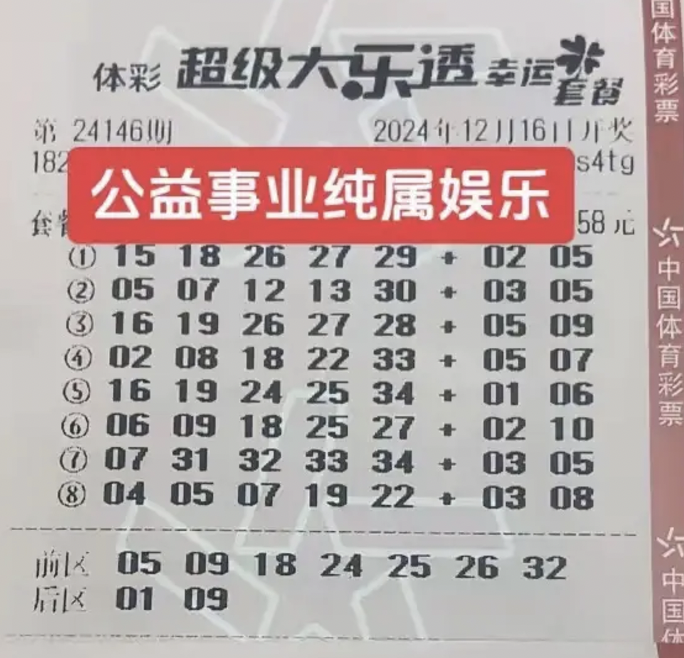 体彩 超级大乐透 幸运套餐
第 24146期 2024年12月16日开奖
182 s4tg
公益事业纯属娱乐
套餐 58元
① 15 18 26 27 29 + 02 05
② 05 07 12 13 30 + 03 05
③ 16 19 26 27 28 + 05 09
④ 02 08 18 22 33 + 05 07
⑤ 16 19 24 25 34 + 01 06
⑥ 06 09 18 25 27 + 02 10
⑦ 07 31 32 33 34 + 03 05
⑧ 04 05 07 19 22 + 03 08
前区 05 09 18 24 25 26 32
后区 01 09
国体育彩票
中国体育彩票
中国体